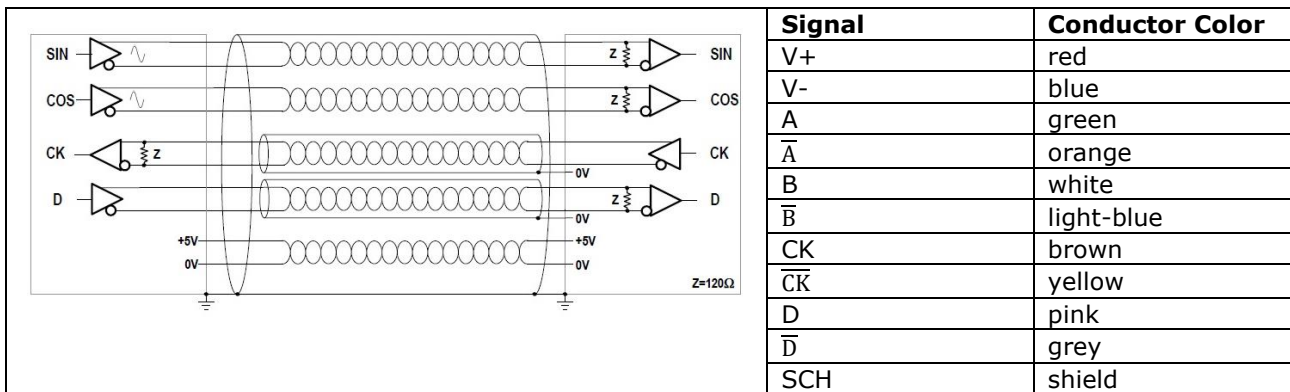 SIN Z SIN
COS Z COS
CK Z CK
0V
D Z D
0V
+5V +5V
0V 0V
Z=120Ω
Signal Conductor Color
V+ red
V- blue
A green
A̅ orange
B white
B̅ light-blue
CK brown
C̅K̅ yellow
D pink
D̅ grey
SCH shield